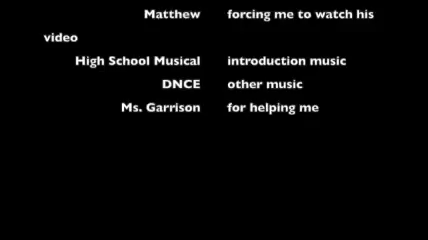 Matthew forcing me to watch his
video
High School Musical introduction music
DNCE other music
Ms. Garrison for helping me